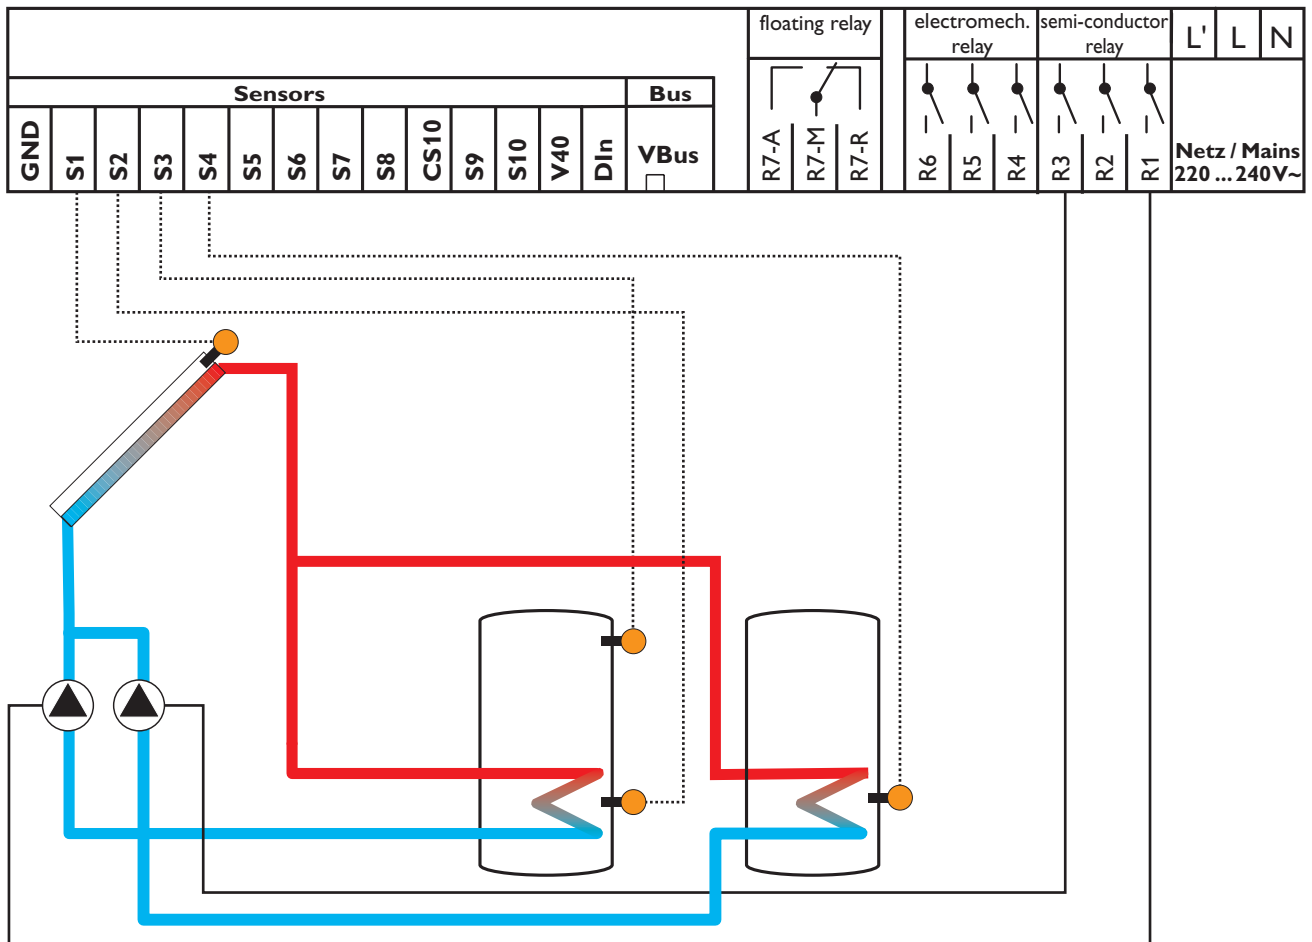 floating relay
electromech.
relay
semi-conductor
relay
L'
L
N
Sensors
Bus
GND
S1
S2
S3
S4
S5
S6
S7
S8
CS10
S9
S10
V40
DIn
VBus
R7-A
R7-M
R7-R
R6
R5
R4
R3
R2
R1
Netz / Mains
220 ... 240V~